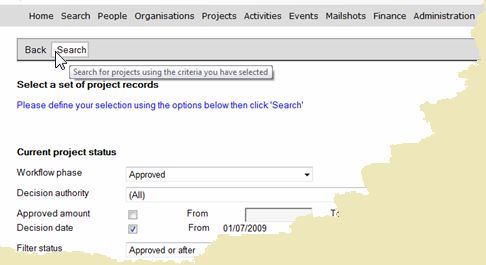 Home Search People Organisations Projects Activities Events Mailshots Finance Administration
Back Search
Search for projects using the criteria you have selected
Select a set of project records
Please define your selection using the options below then click 'Search'
Current project status
Workflow phase Approved
Decision authority (All)
Approved amount From To
Decision date From 01/07/2009
Filter status Approved or after